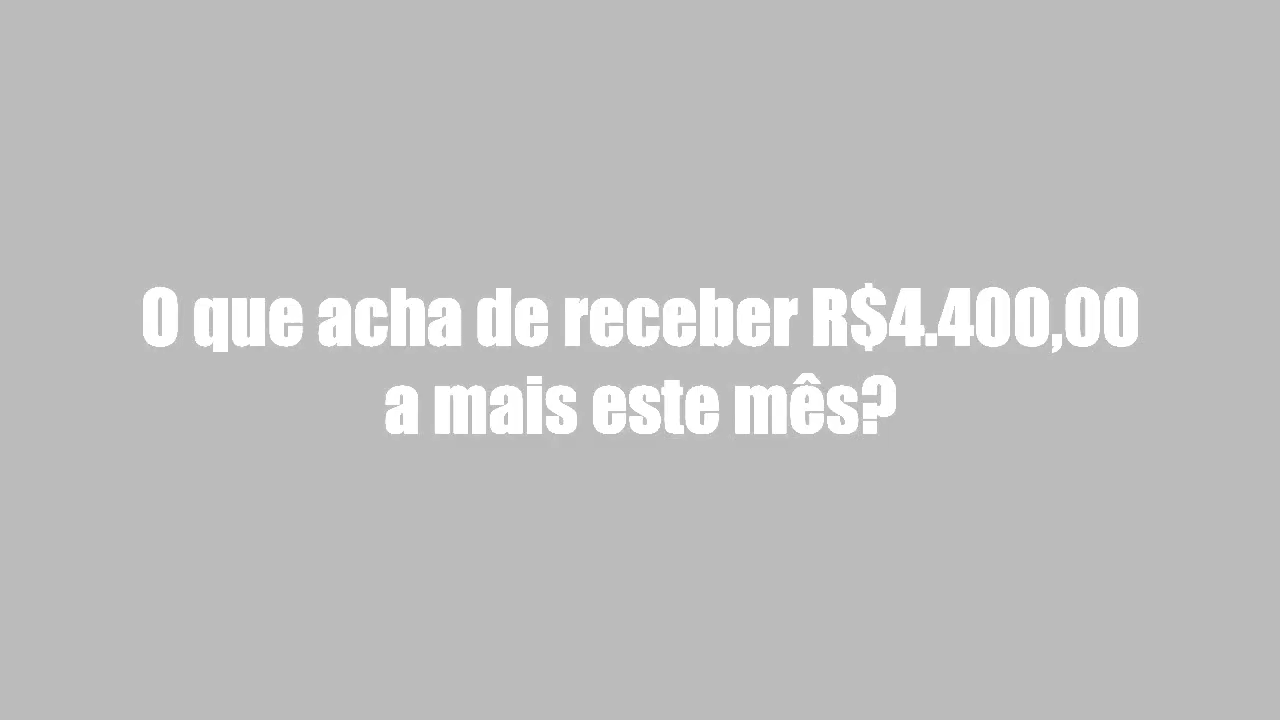 O que acha de receber R$4.400,00
a mais este mês?